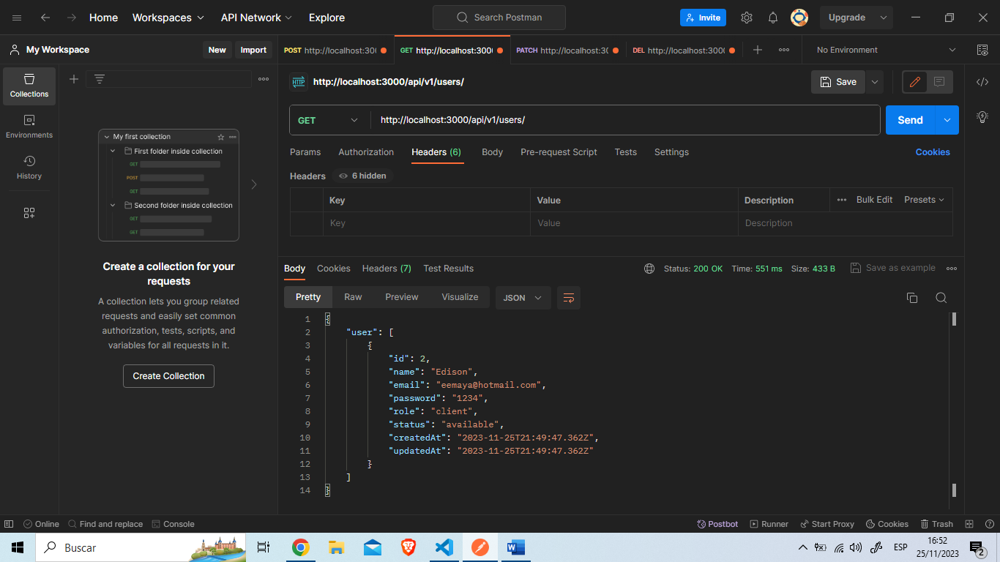 Home Workspaces API Network Explore Search Postman Invite Upgrade
My Workspace New Import POST http://localhost:300 GET http://localhost:300 PATCH http://localhost:3 DEL http://localhost:300 No Environment
Collections
Environments
History
My first collection
First folder inside collection
GET
POST
GET
Second folder inside collection
GET
GET
Create a collection for your
requests
A collection lets you group related
requests and easily set common
authorization, tests, scripts, and
variables for all requests in it.
Create Collection
HTTP http://localhost:3000/api/v1/users/ Save
GET http://localhost:3000/api/v1/users/ Send
Params Authorization Headers (6) Body Pre-request Script Tests Settings Cookies
Headers 6 hidden
Key Value Description Bulk Edit Presets
Key Value Description
Body Cookies Headers (7) Test Results Status: 200 OK Time: 551 ms Size: 433 B Save as example
Pretty Raw Preview Visualize JSON
1 {
2 "user": [
3 {
4 "id": 2,
5 "name": "Edison",
6 "email": "eemaya@hotmail.com",
7 "password": "1234",
8 "role": "client",
9 "status": "available",
10 "createdAt": "2023-11-25T21:49:47.362Z",
11 "updatedAt": "2023-11-25T21:49:47.362Z"
12 }
13 ]
14 }
Online Find and replace Console Postbot Runner Start Proxy Cookies Trash
Buscar ESP 16:52
25/11/2023 2